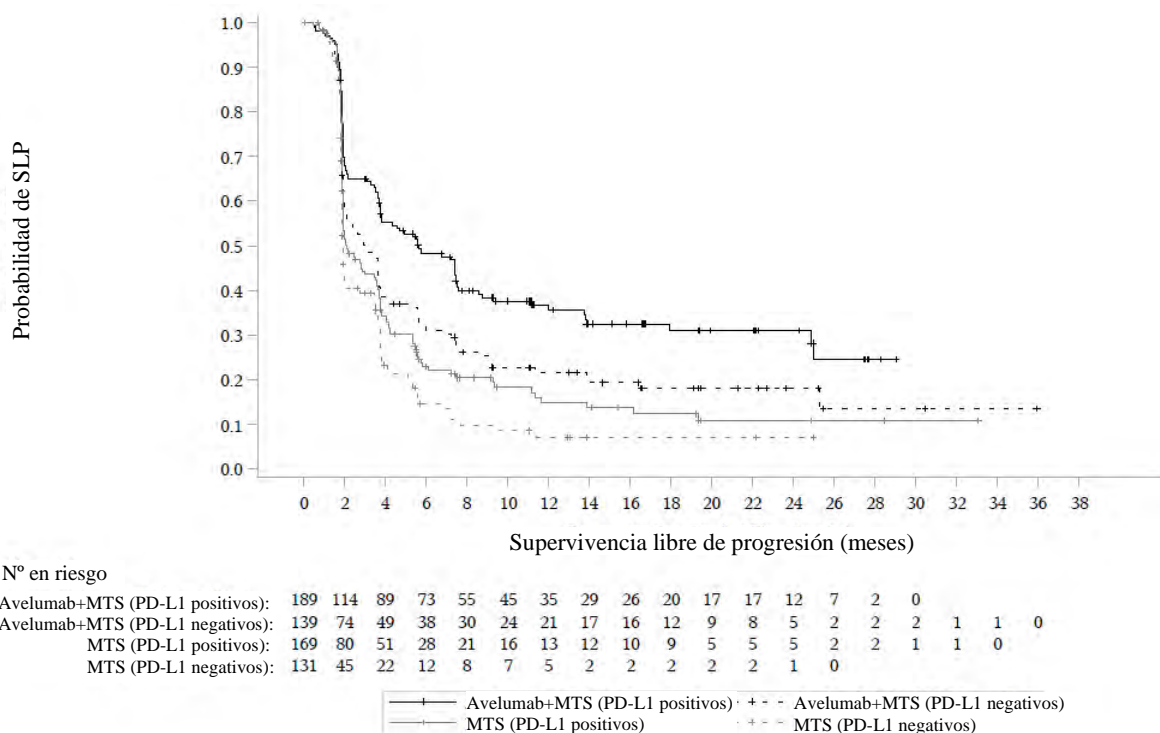 Probabilidad de SLP
1.0
0.9
0.8
0.7
0.6
0.5
0.4
0.3
0.2
0.1
0.0
0 2 4 6 8 10 12 14 16 18 20 22 24 26 28 30 32 34 36 38
Supervivencia libre de progresión (meses)
Nº en riesgo
Avelumab+MTS (PD-L1 positivos): 189 114 89 73 55 45 35 29 26 20 17 17 12 7 2 0
Avelumab+MTS (PD-L1 negativos): 139 74 49 38 30 24 21 17 16 12 9 8 5 2 2 2 1 1 0
MTS (PD-L1 positivos): 169 80 51 28 21 16 13 12 10 9 5 5 5 2 2 1 1 0
MTS (PD-L1 negativos): 131 45 22 12 8 7 5 2 2 2 2 2 1 0
Avelumab+MTS (PD-L1 positivos) Avelumab+MTS (PD-L1 negativos)
MTS (PD-L1 positivos) MTS (PD-L1 negativos)